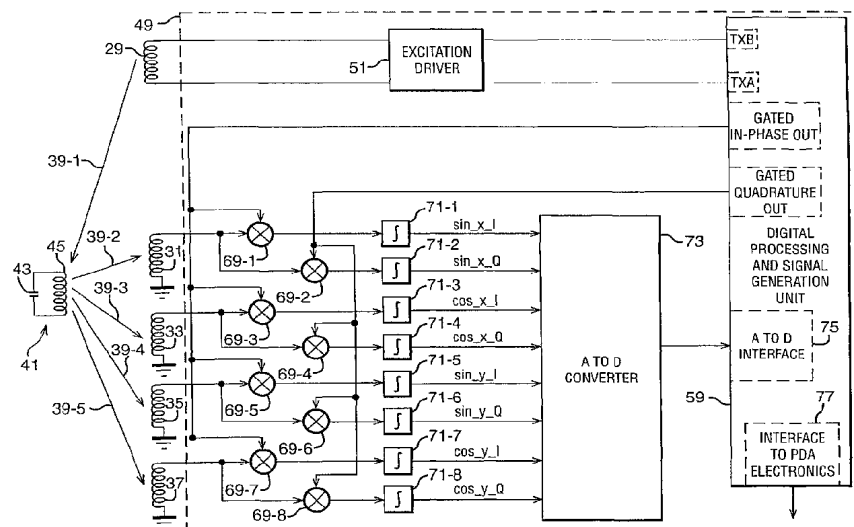 49
29
51
EXCITATION
DRIVER
TXB
TXA
GATED
IN-PHASE OUT
GATED
QUADRATURE
OUT
DIGITAL
PROCESSING
AND SIGNAL
GENERATION
UNIT
39-1
39-2
39-3
39-4
39-5
45
43
41
31
33
35
37
69-1
69-2
69-3
69-4
69-5
69-6
69-7
69-8
71-1
∫
sin_x_I
71-2
∫
sin_x_Q
71-3
∫
cos_x_I
71-4
∫
cos_x_Q
71-5
∫
sin_y_I
71-6
∫
sin_y_Q
71-7
∫
cos_y_I
71-8
∫
cos_y_Q
73
A TO D
CONVERTER
A TO D
INTERFACE
75
59
77
INTERFACE
TO PDA
ELECTRONICS